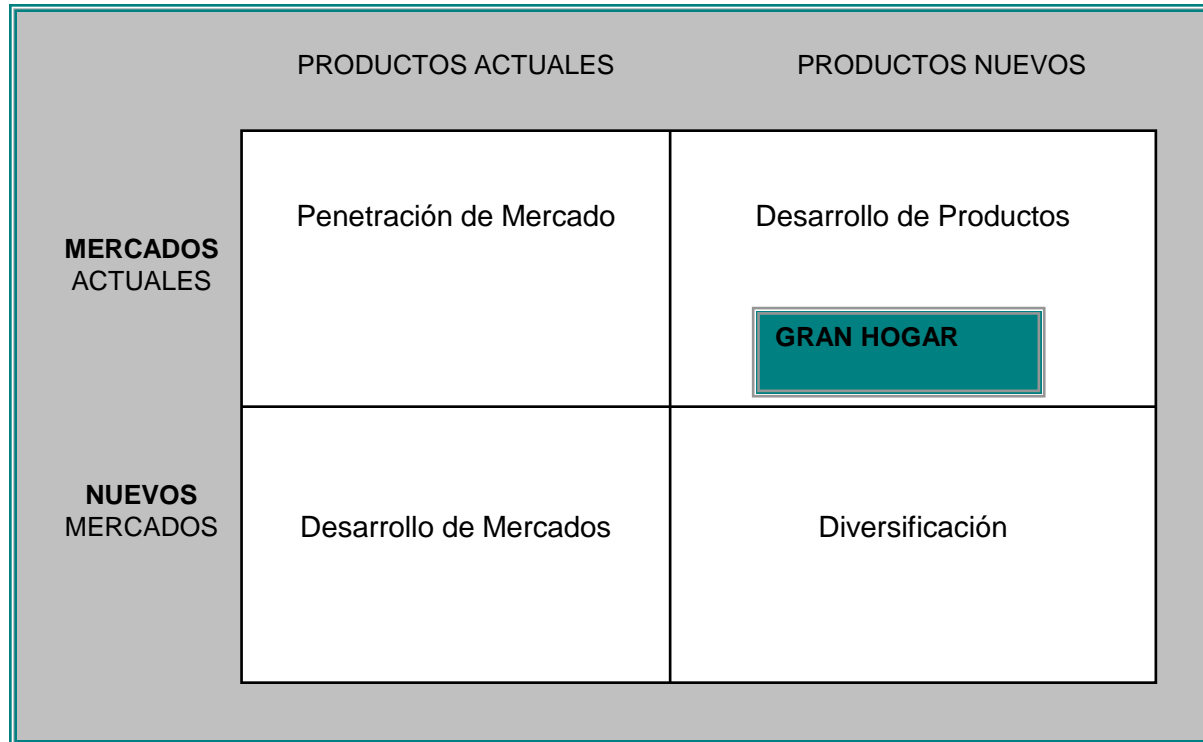 PRODUCTOS ACTUALES
PRODUCTOS NUEVOS
MERCADOS
ACTUALES
Penetración de Mercado
Desarrollo de Productos
GRAN HOGAR
NUEVOS
MERCADOS
Desarrollo de Mercados
Diversificación